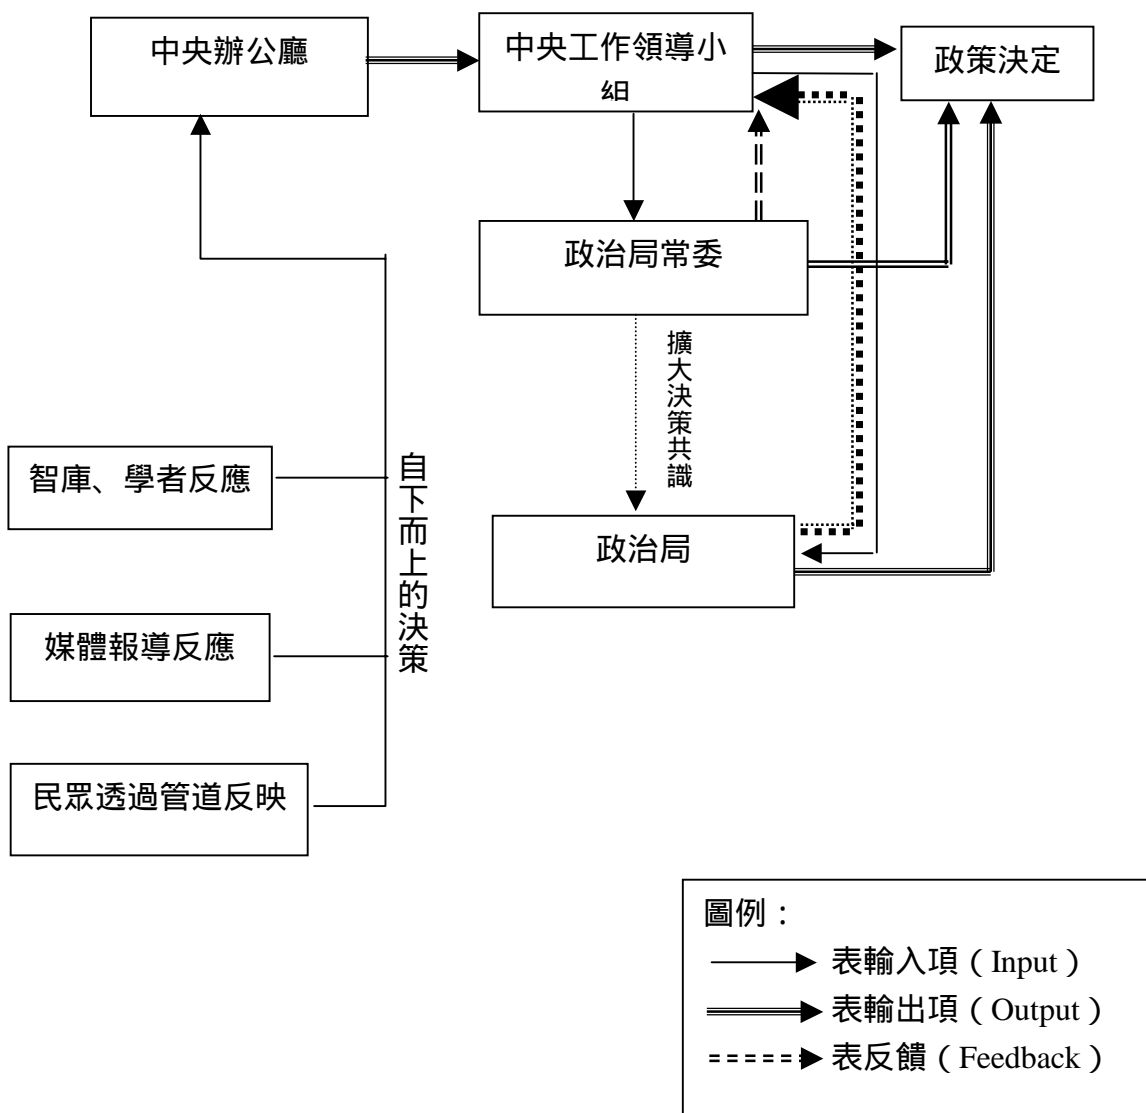 中央辦公廳
中央工作領導小
組
政策決定
政治局常委
擴大決策共識
智庫、學者反應
自下而上的決策
政治局
媒體報導反應
民眾透過管道反映
圖例：
表輸入項（Input）
表輸出項（Output）
表反饋（Feedback）